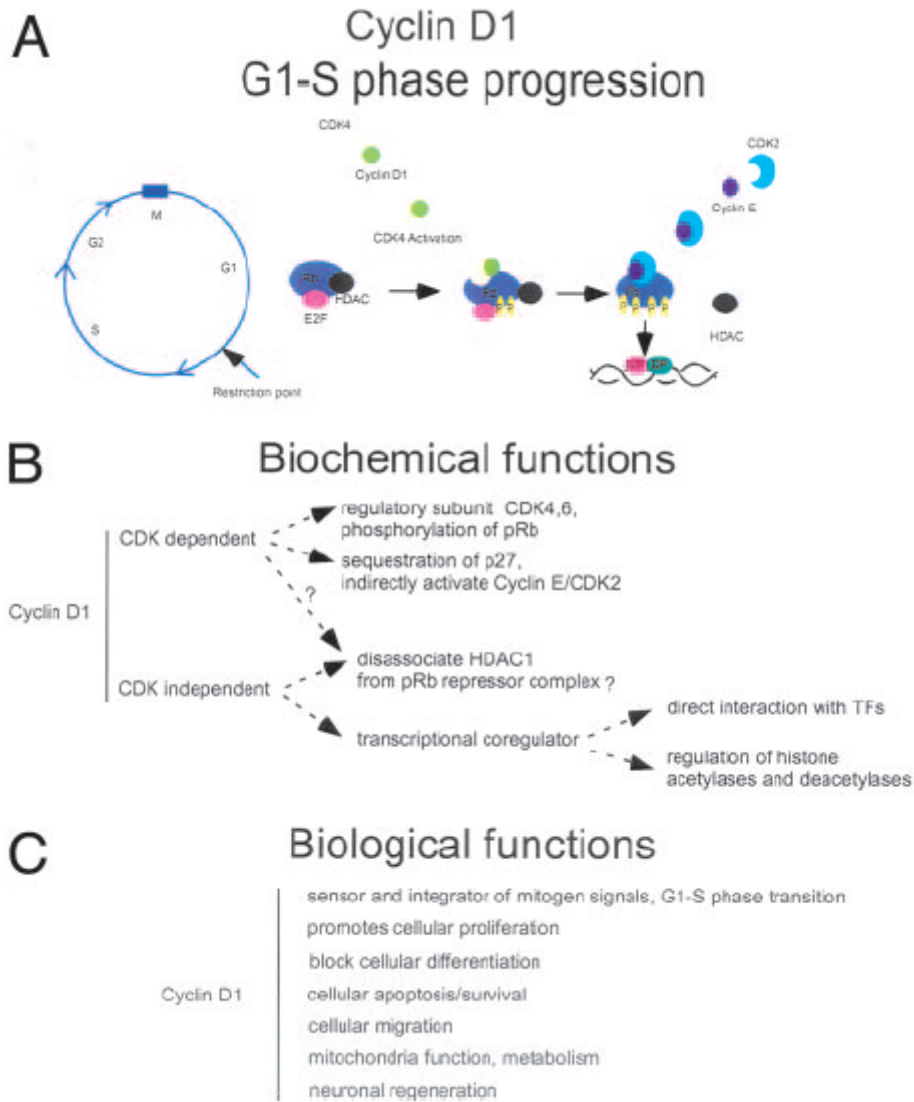 A
Cyclin D1
G1-S phase progression
CDK4
Cyclin D1
CDK4 Activation
CDK2
Cyclin E
M
G2
G1
S
Restriction point
Rb
HDAC
E2F
Rb
P P
P P P P
HDAC
B
Biochemical functions
Cyclin D1
CDK dependent
regulatory subunit CDK4,6,
phosphorylation of pRb
sequestration of p27,
indirectly activate Cyclin E/CDK2
?
CDK independent
disassociate HDAC1
from pRb repressor complex ?
transcriptional coregulator
direct interaction with TFs
regulation of histone
acetylases and deacetylases
C
Biological functions
Cyclin D1
sensor and integrator of mitogen signals, G1-S phase transition
promotes cellular proliferation
block cellular differentiation
cellular apoptosis/survival
cellular migration
mitochondria function, metabolism
neuronal regeneration